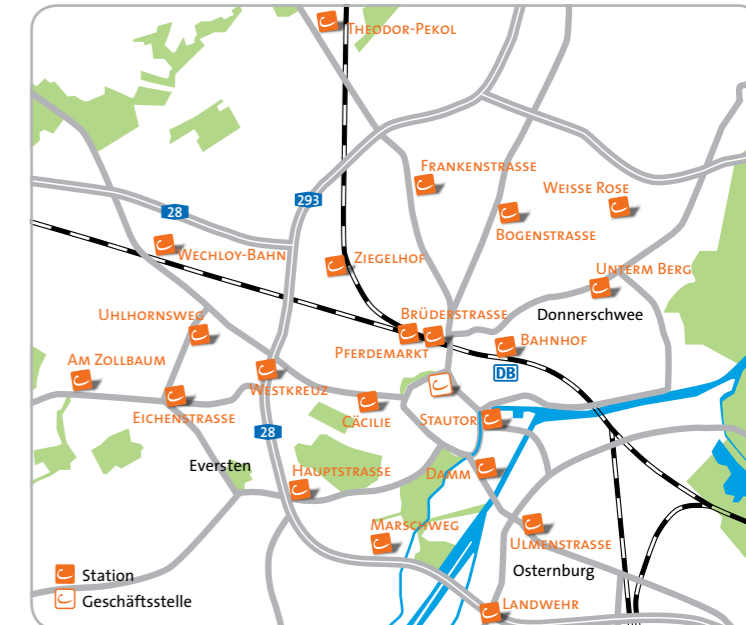 Theodor-Pekol
Frankenstrasse
Weisse Rose
293
28
Bogenstrasse
Wechloy-Bahn
Ziegelhof
Unterm Berg
Brüderstrasse
Donnerschwee
Uhlhornsweg
Pferdemarkt
Bahnhof
Am Zollbaum
DB
Westkreuz
Eichenstrasse
Cäcilie
Stautor
28
Eversten
Hauptstrasse
Damm
Marschweg
Ulmenstrasse
Osternburg
Station
Geschäftsstelle
Landwehr